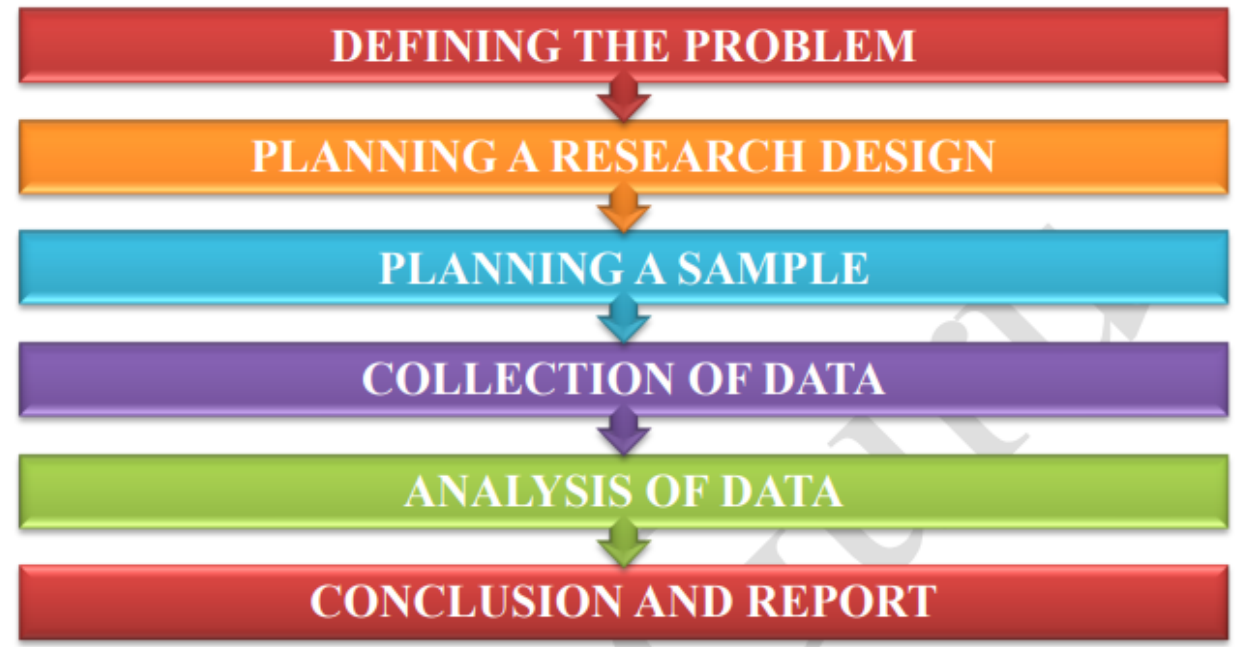 DEFINING THE PROBLEM
PLANNING A RESEARCH DESIGN
PLANNING A SAMPLE
COLLECTION OF DATA
ANALYSIS OF DATA
CONCLUSION AND REPORT